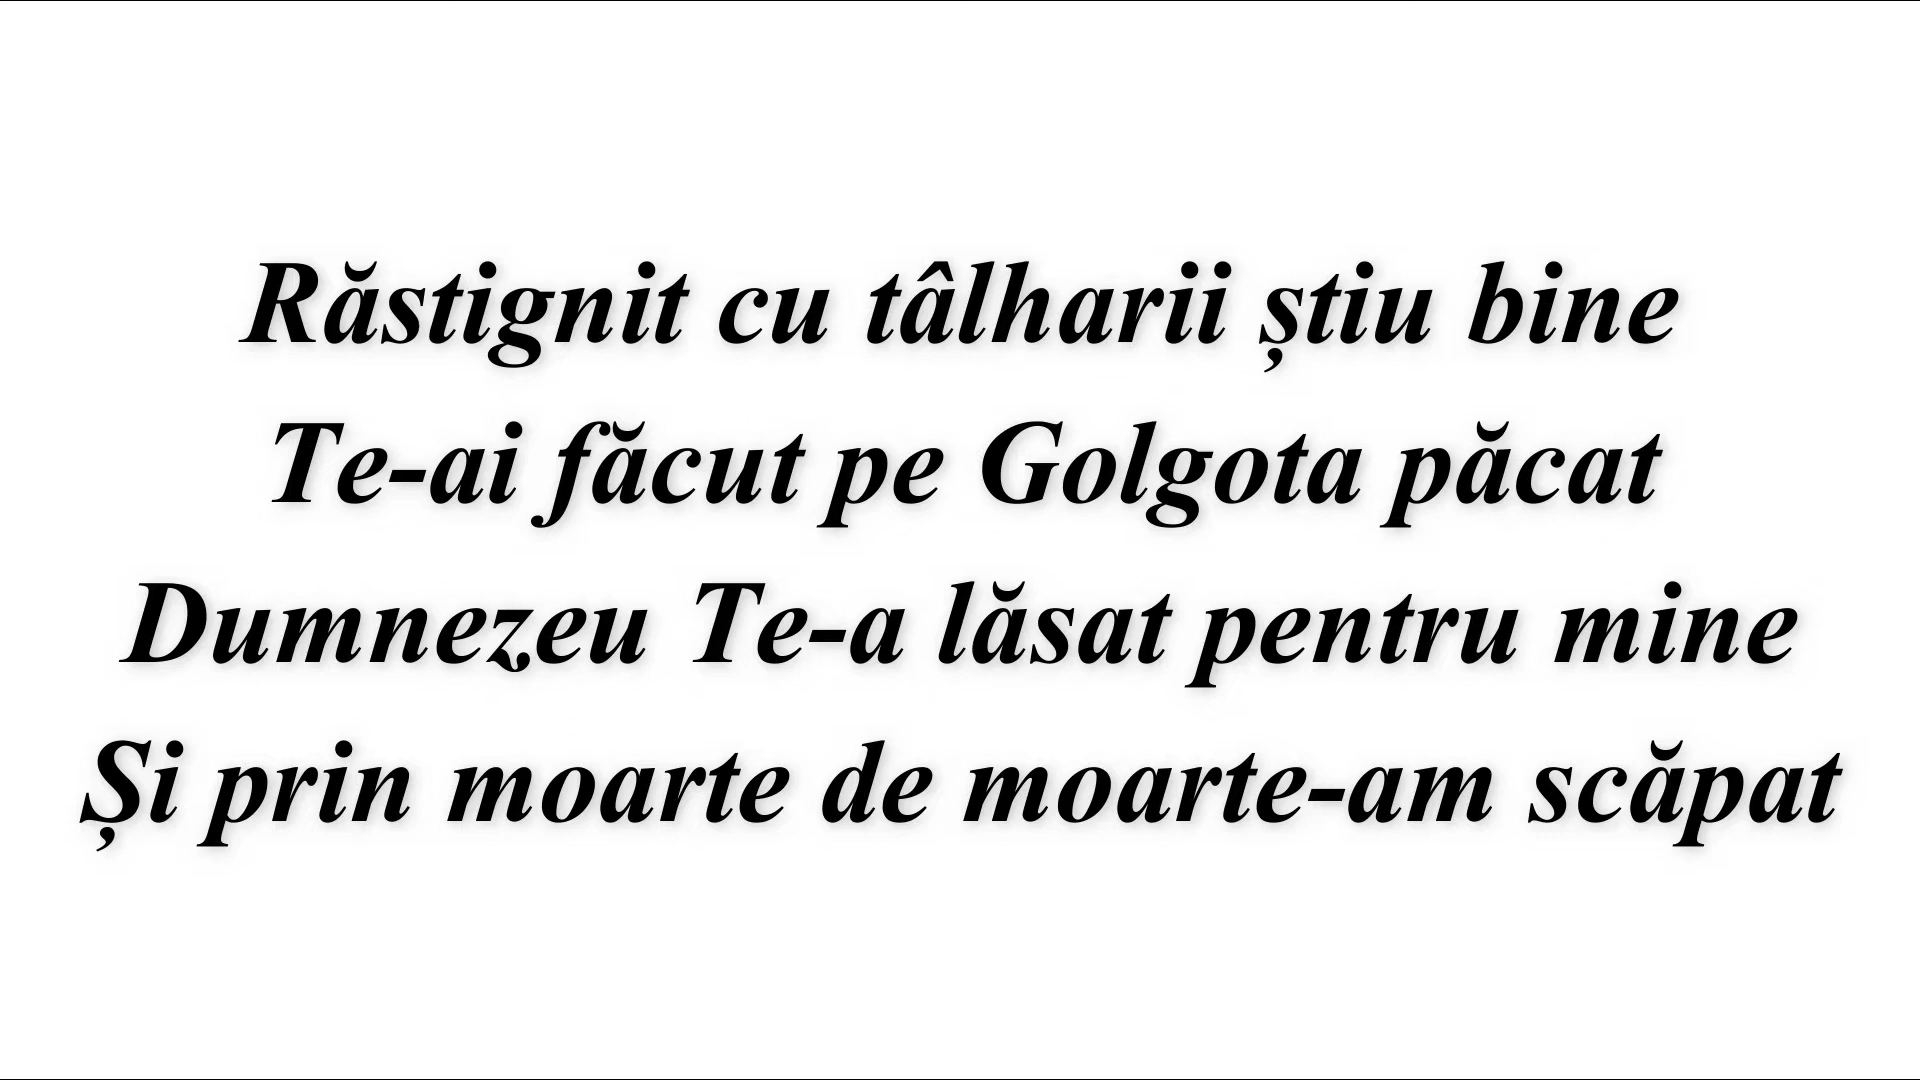 Răstignit cu tâlharii știu bine
Te-ai făcut pe Golgota păcat
Dumnezeu Te-a lăsat pentru mine
Și prin moarte de moarte-am scăpat